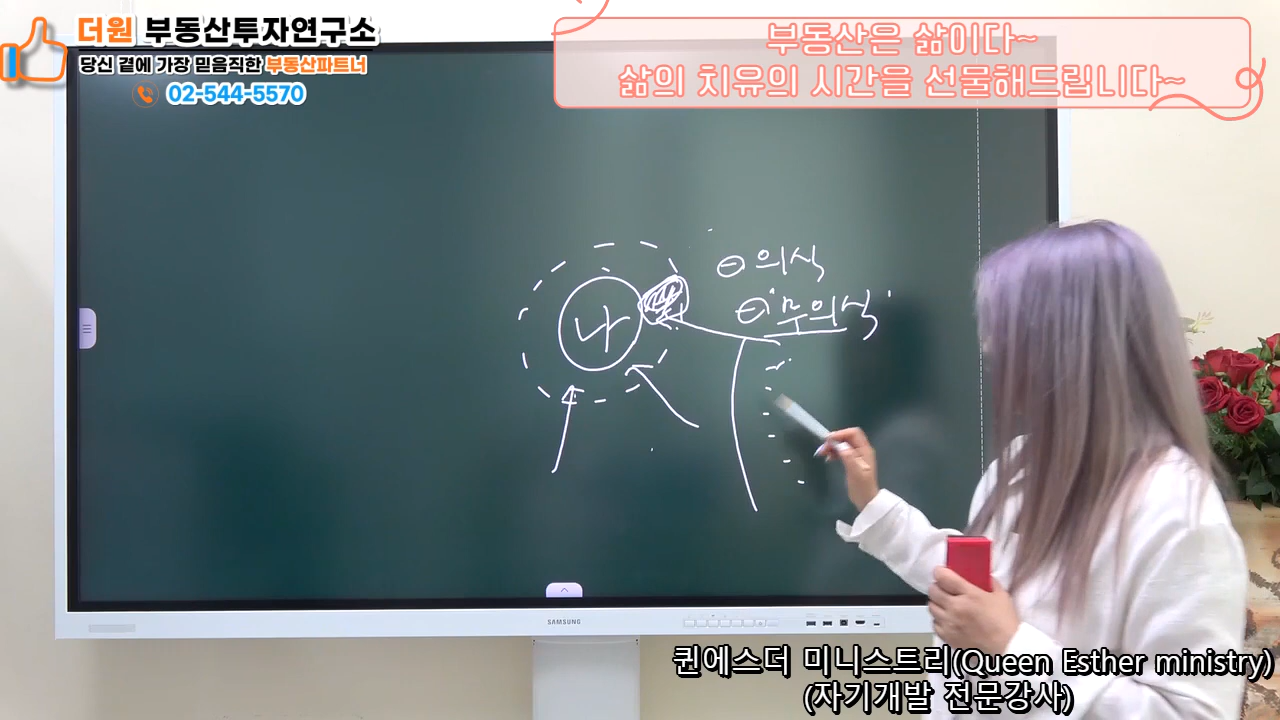 더원 부동산투자연구소
당신 곁에 가장 믿음직한 부동산파트너
02-544-5570
부동산은 삶이다~
삶의 치유의 시간을 선물해드립니다~
⊖ 의식
⊖ 무의식
나
SAMSUNG
퀸에스더 미니스트리(Queen Esther ministry)
(자기개발 전문강사)